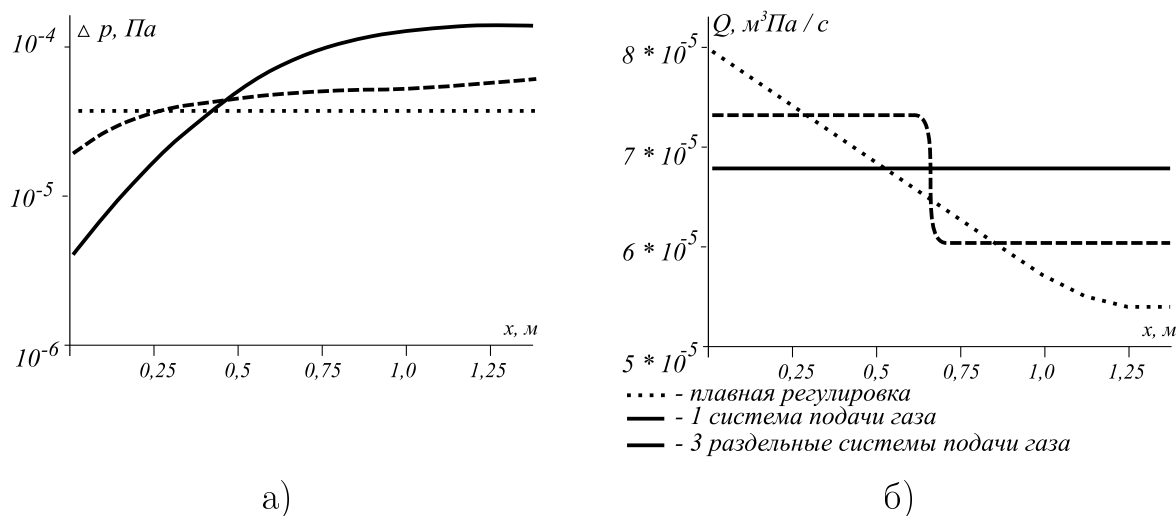 △ p, Па
10⁻⁴
10⁻⁵
10⁻⁶
0,25 0,5 0,75 1,0 1,25
x, м
Q, м³Па / с
8 * 10⁻⁵
7 * 10⁻⁵
6 * 10⁻⁵
5 * 10⁻⁵
0,25 0,5 0,75 1,0 1,25
x, м
- плавная регулировка
- 1 система подачи газа
- 3 раздельные системы подачи газа
а)
б)